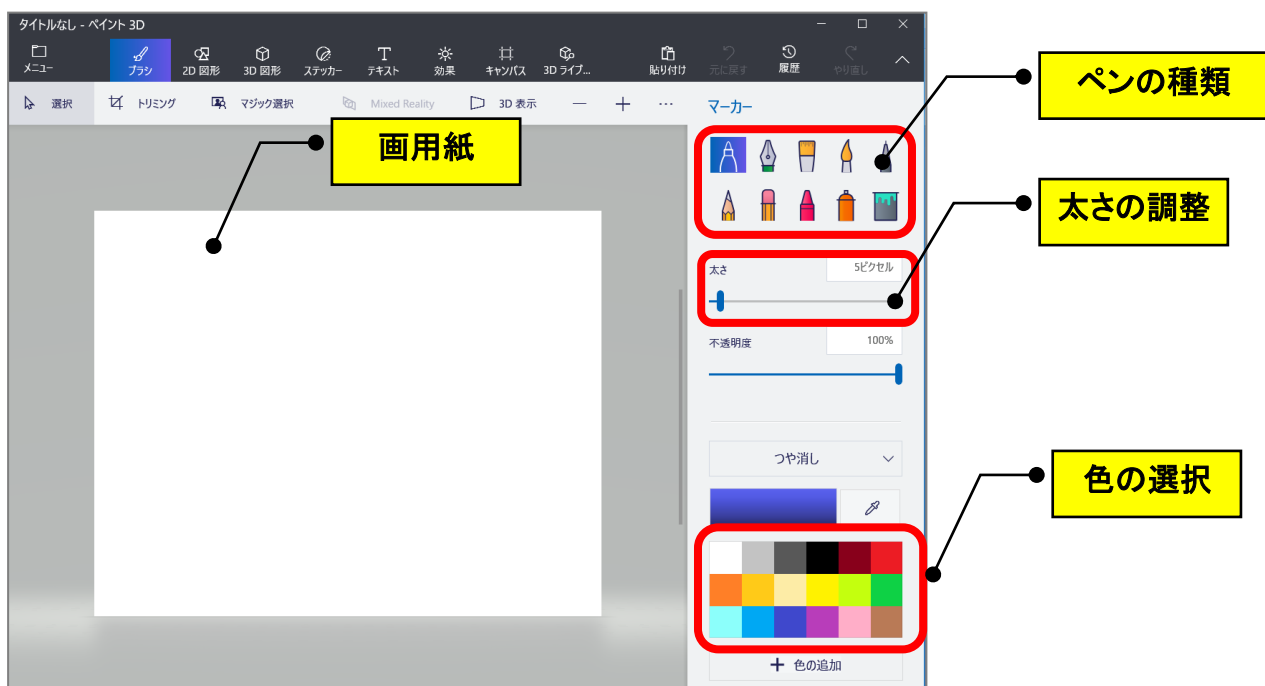 タイトルなし - ペイント 3D
メニュー ブラシ 2D 図形 3D 図形 ステッカー テキスト 効果 キャンバス 3D ライブ... 貼り付け 元に戻す 履歴 やり直し
選択 トリミング マジック選択 Mixed Reality 3D 表示 ... マーカー
画用紙
ペンの種類
太さの調整
太さ 5ピクセル
不透明度 100%
つや消し
色の選択
色の追加